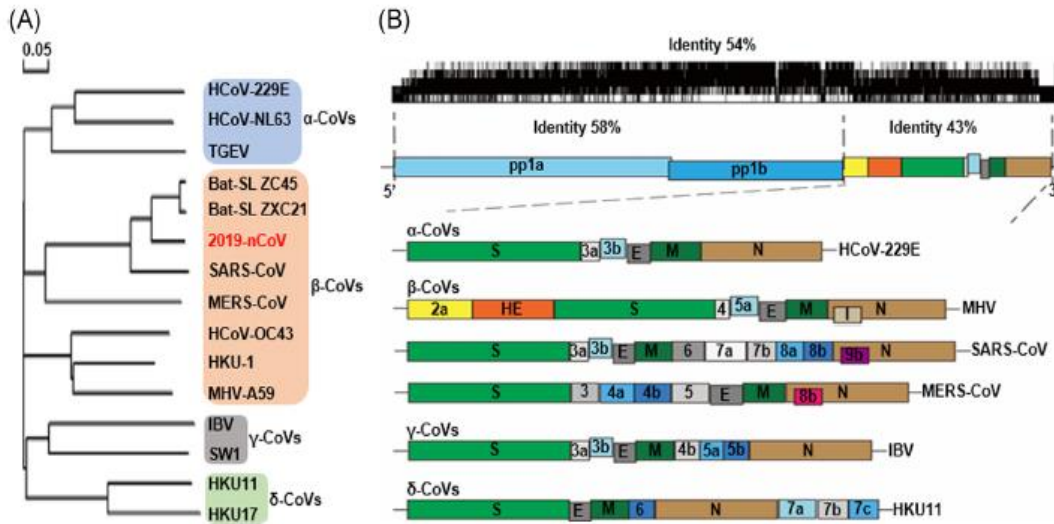 (A)
0.05
HCoV-229E
HCoV-NL63
α-CoVs
TGEV
Bat-SL ZC45
Bat-SL ZXC21
2019-nCoV
SARS-CoV
β-CoVs
MERS-CoV
HCoV-OC43
HKU-1
MHV-A59
IBV
γ-CoVs
SW1
HKU11
δ-CoVs
HKU17
(B)
Identity 54%
Identity 58% Identity 43%
pp1a pp1b
5' 3'
α-CoVs
S 3a 3b E M N HCoV-229E
β-CoVs
2a HE S 4 5a E M I N MHV
S 3a 3b E M 6 7a 7b 8a 8b 9b N SARS-CoV
S 3 4a 4b 5 E M 8b N MERS-CoV
γ-CoVs
S 3a 3b E M 4b 5a 5b N IBV
δ-CoVs
S E M 6 N 7a 7b 7c HKU11